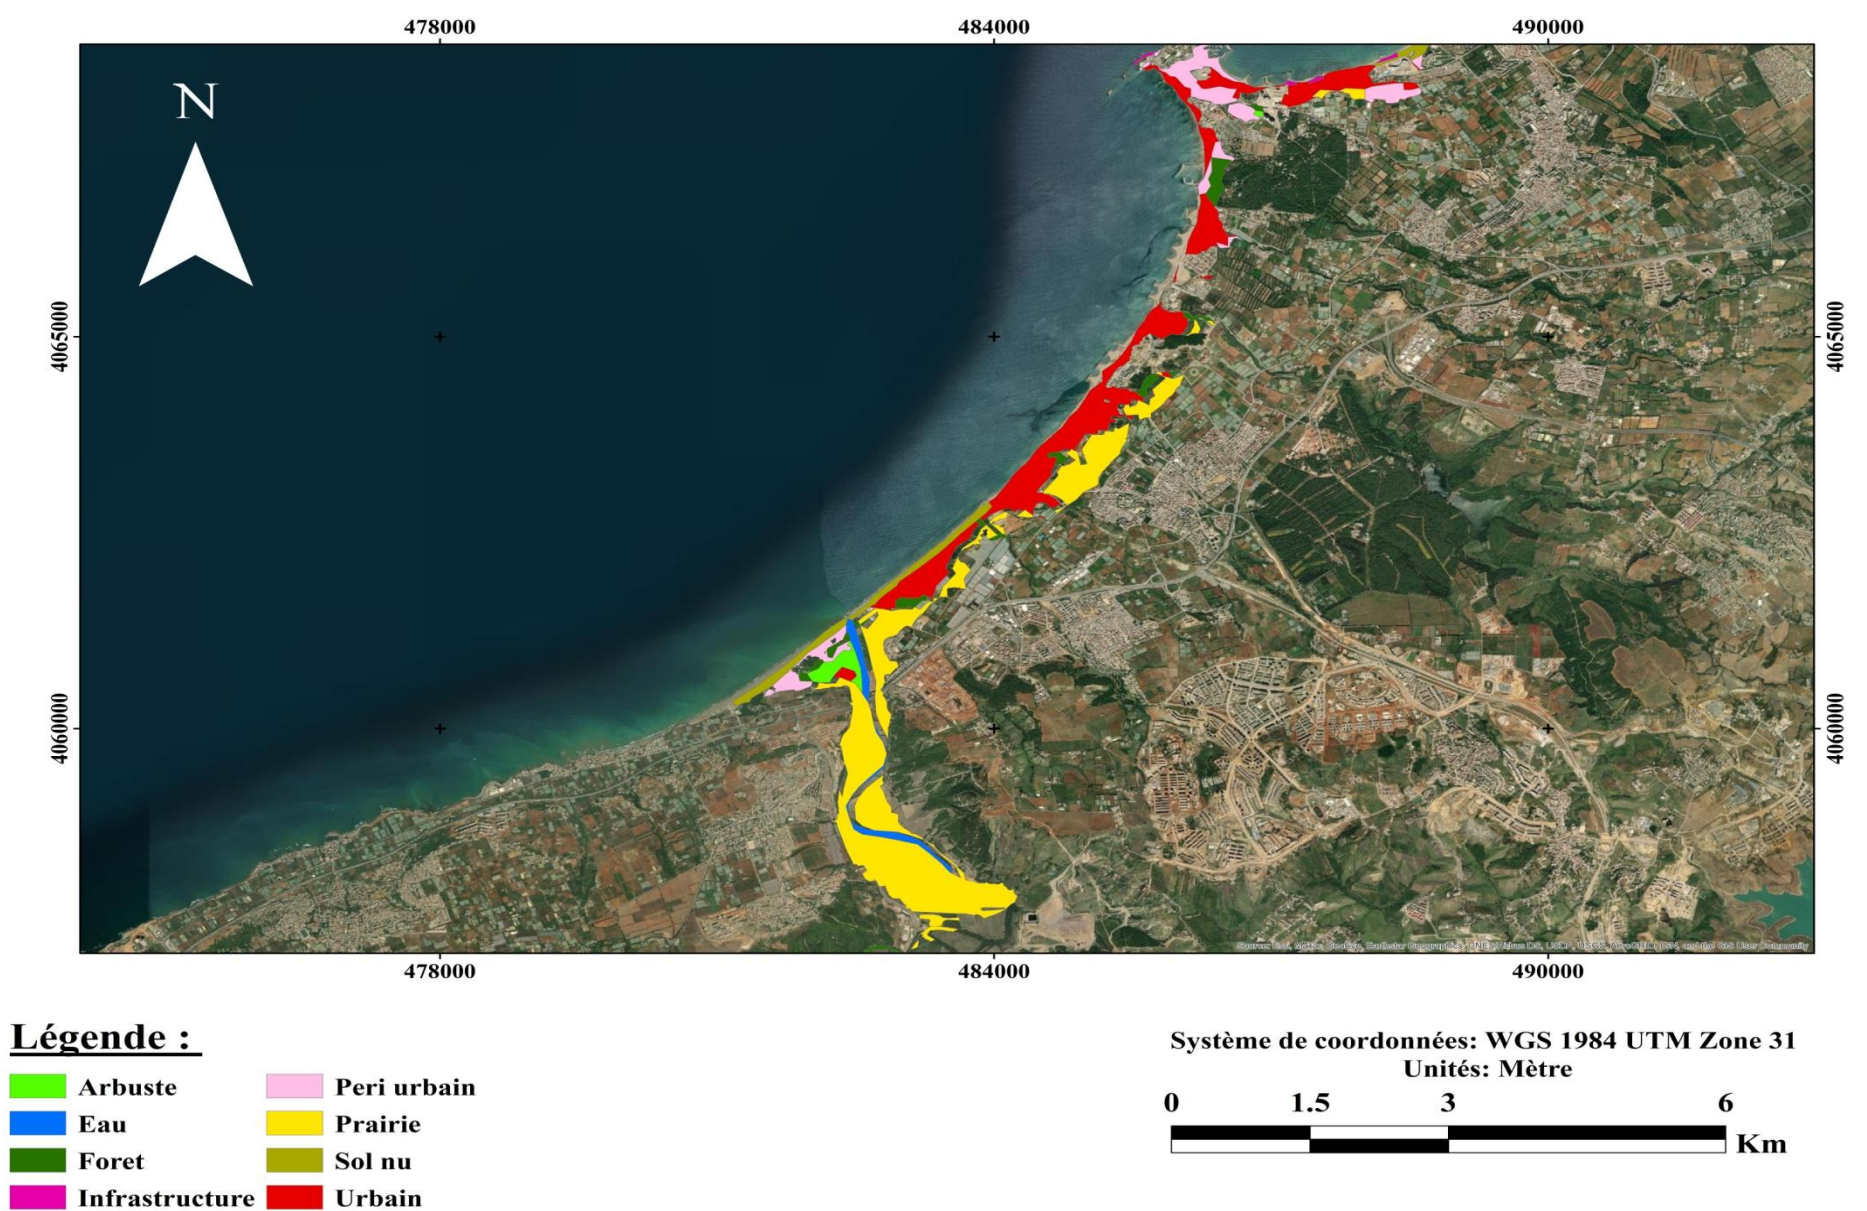 478000 484000 490000
N
4065000 4065000
4060000 4060000
478000 484000 490000
Légende :
Arbuste
Eau
Foret
Infrastructure
Peri urbain
Prairie
Sol nu
Urbain
Système de coordonnées: WGS 1984 UTM Zone 31
Unités: Mètre
0 1.5 3 6
Km